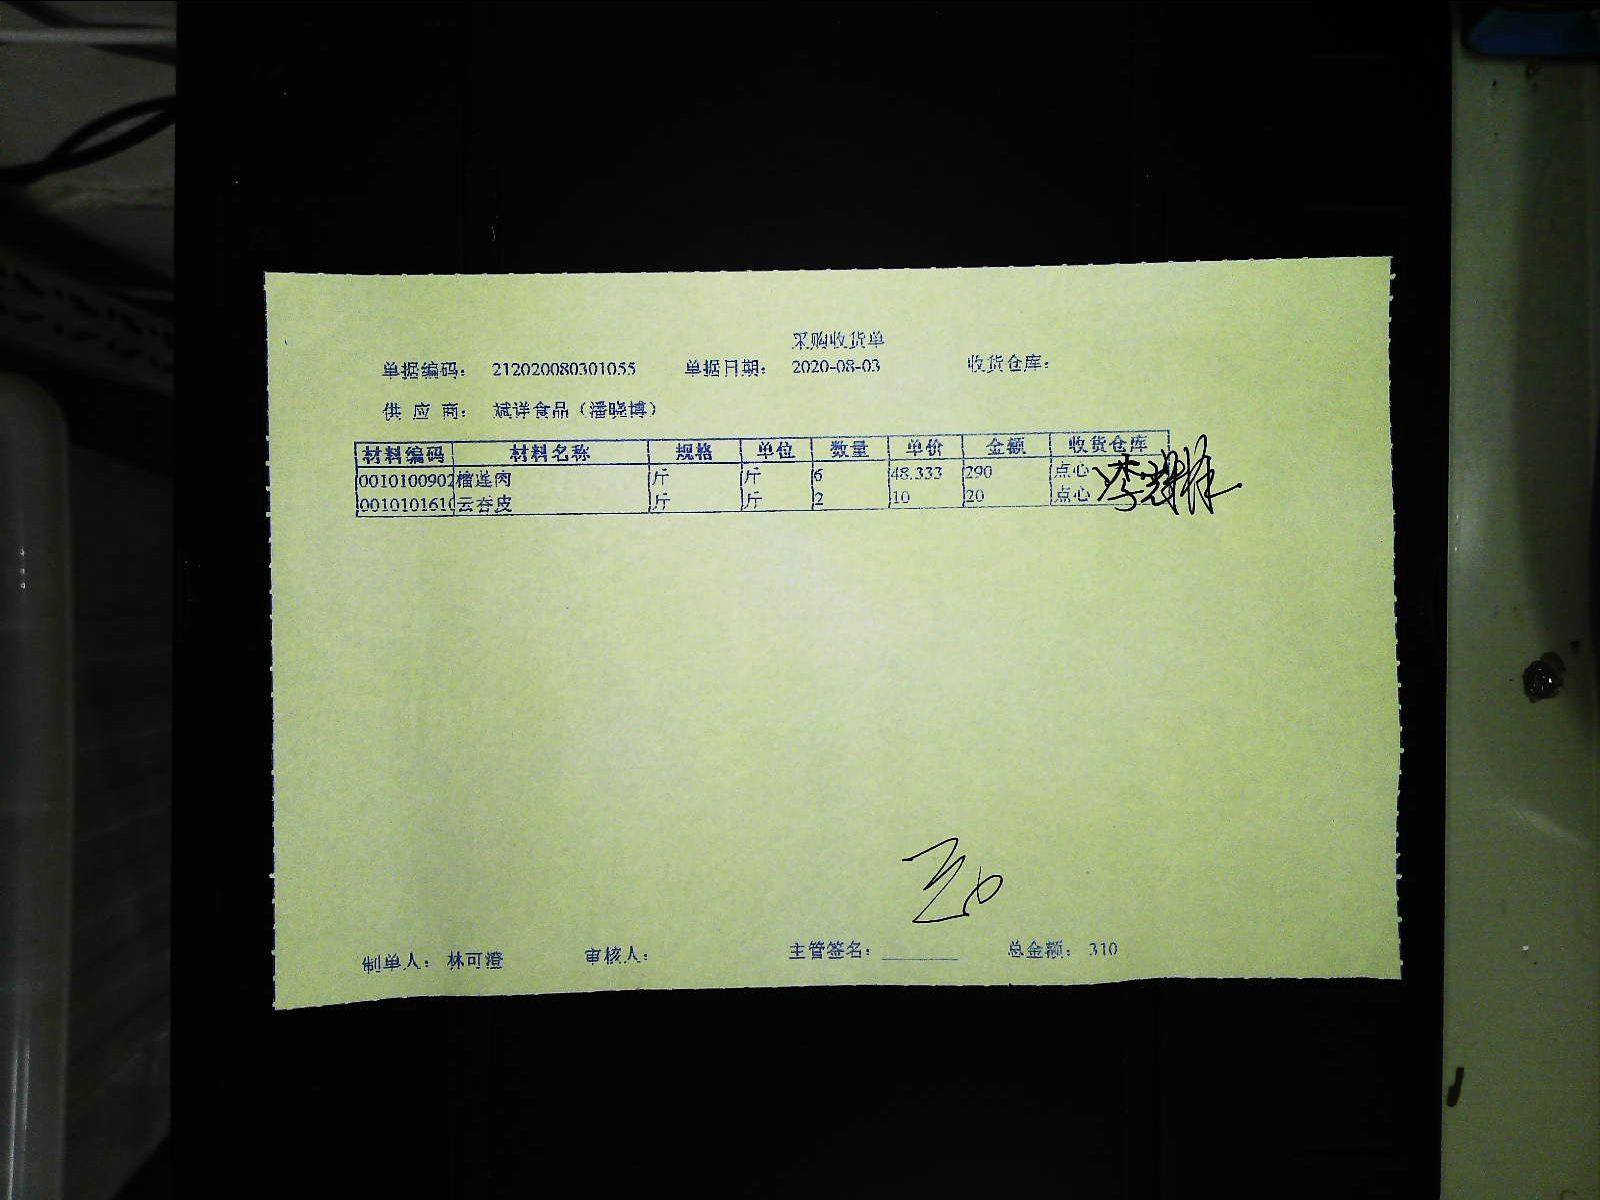 采购收货单
单据编码： 212020080301055 单据日期： 2020-08-03 收货仓库：
供 应 商： 斌详食品（潘晓博）
材料编码 材料名称 规格 单位 数量 单价 金额 收货仓库
0010100902 榴莲肉 斤 斤 6 48.333 290 点心
0010101610 云吞皮 斤 斤 2 10 20 点心
制单人： 林可澄 审核人： 主管签名： 总金额： 310